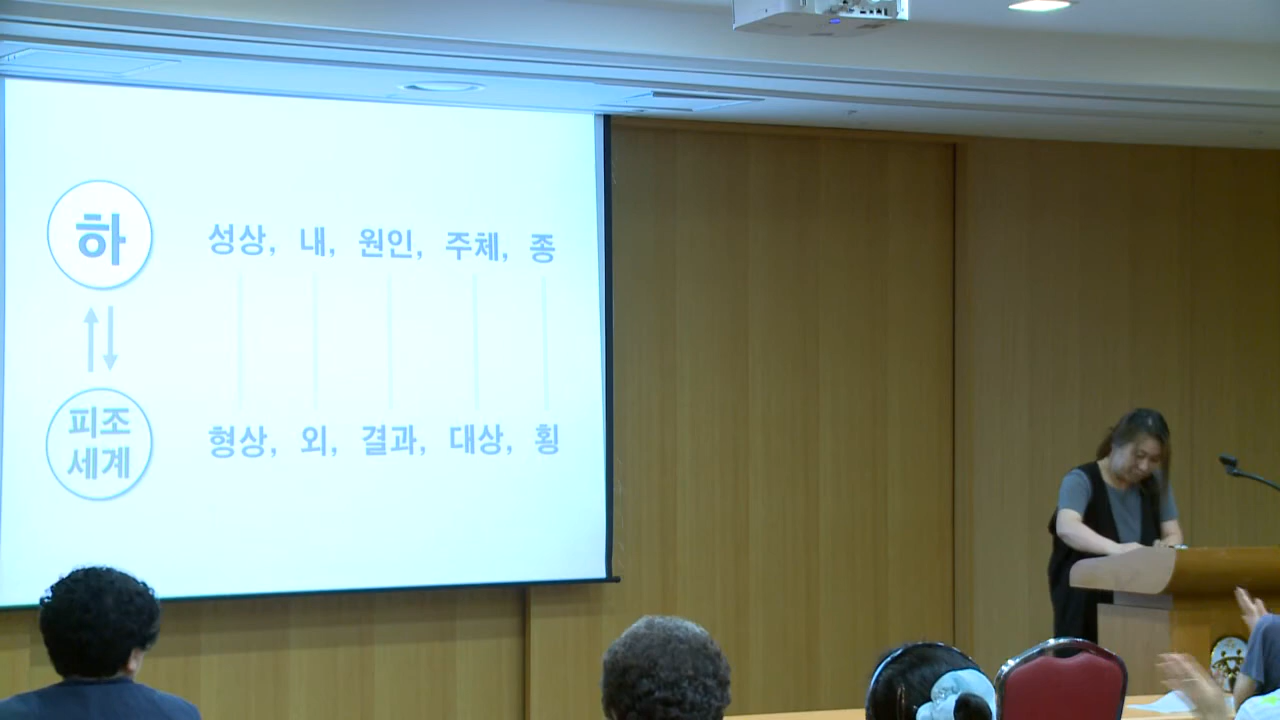 하
성상, 내, 원인, 주체, 종
피조
세계
형상, 외, 결과, 대상, 횡